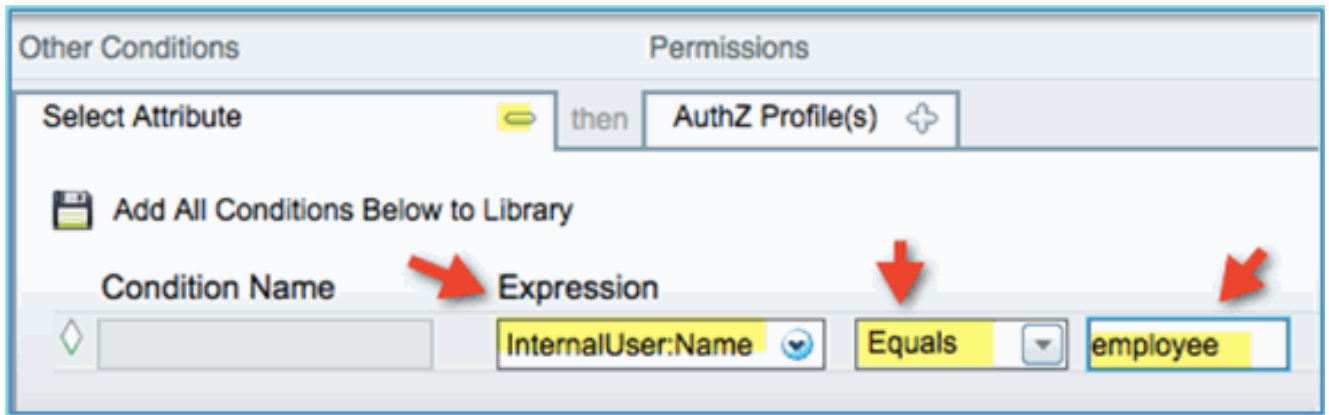 Other Conditions Permissions
Select Attribute then AuthZ Profile(s)
Add All Conditions Below to Library
Condition Name Expression
InternalUser:Name Equals employee